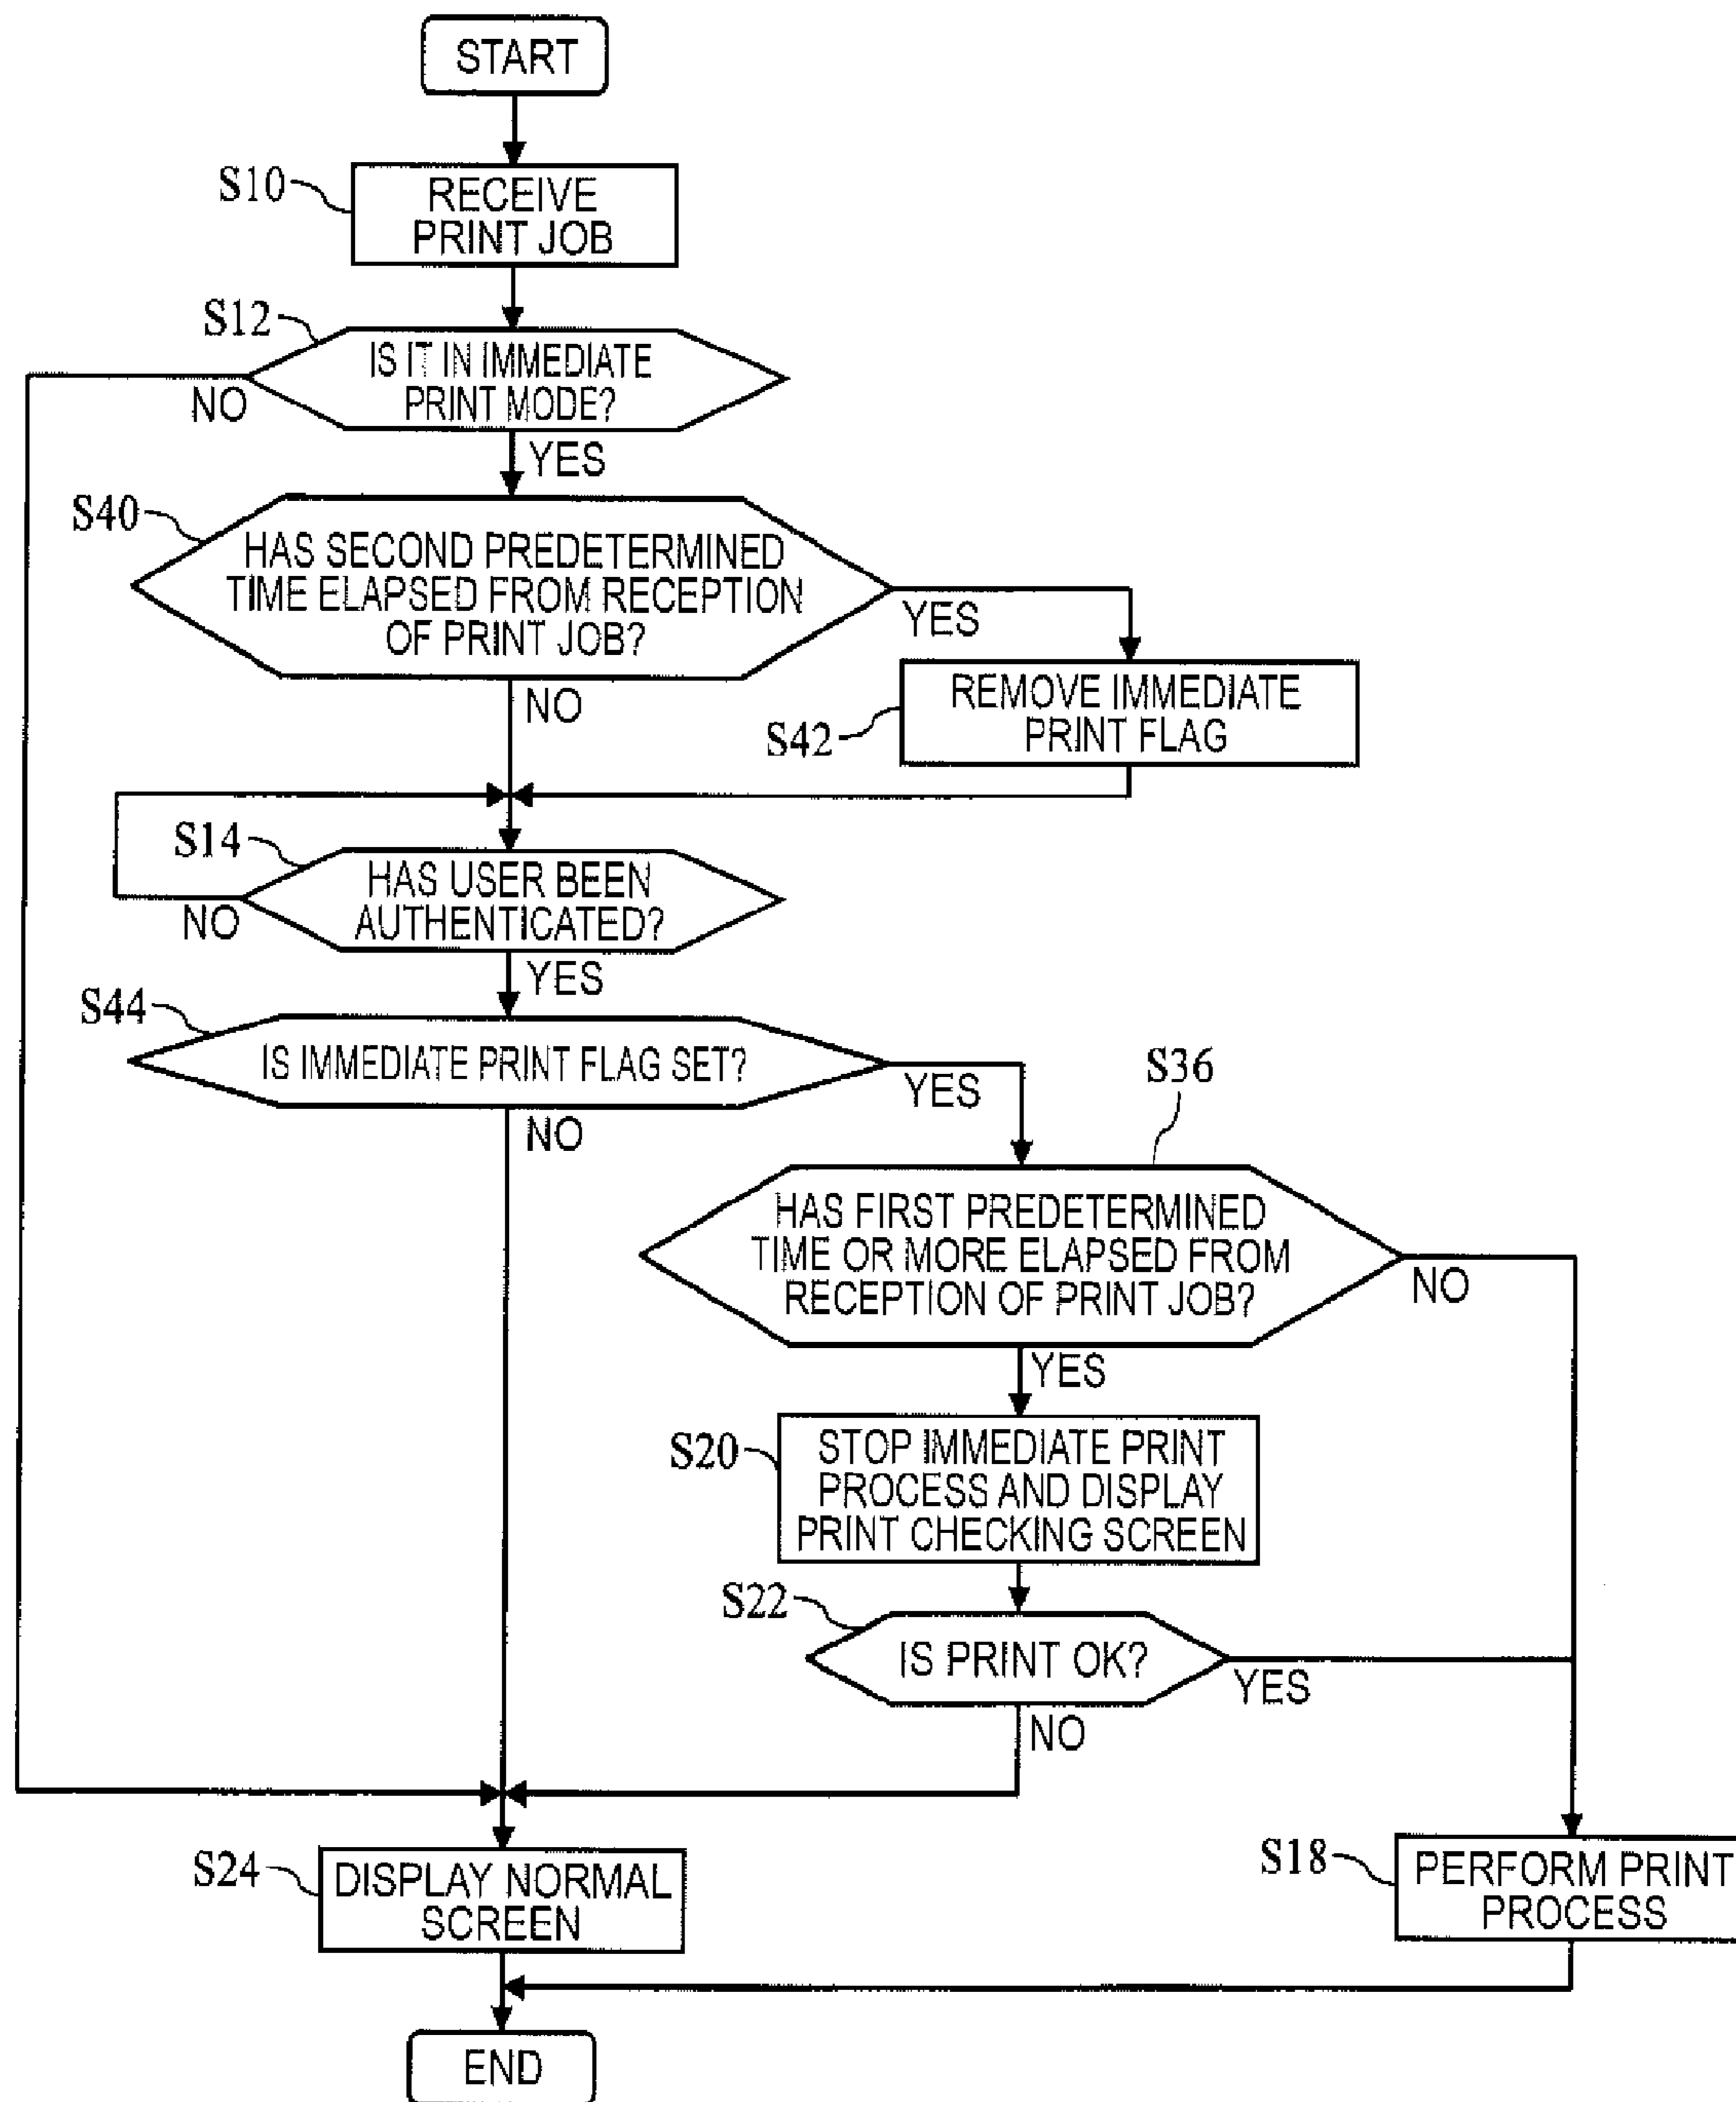 START
S10
RECEIVE
PRINT JOB
S12
IS IT IN IMMEDIATE
PRINT MODE?
NO
YES
S40
HAS SECOND PREDETERMINED
TIME ELAPSED FROM RECEPTION
OF PRINT JOB?
YES
NO
S42
REMOVE IMMEDIATE
PRINT FLAG
S14
HAS USER BEEN
AUTHENTICATED?
NO
YES
S44
IS IMMEDIATE PRINT FLAG SET?
YES
NO
S36
HAS FIRST PREDETERMINED
TIME OR MORE ELAPSED FROM
RECEPTION OF PRINT JOB?
NO
YES
S20
STOP IMMEDIATE PRINT
PROCESS AND DISPLAY
PRINT CHECKING SCREEN
S22
IS PRINT OK?
YES
NO
S24
DISPLAY NORMAL
SCREEN
S18
PERFORM PRINT
PROCESS
END